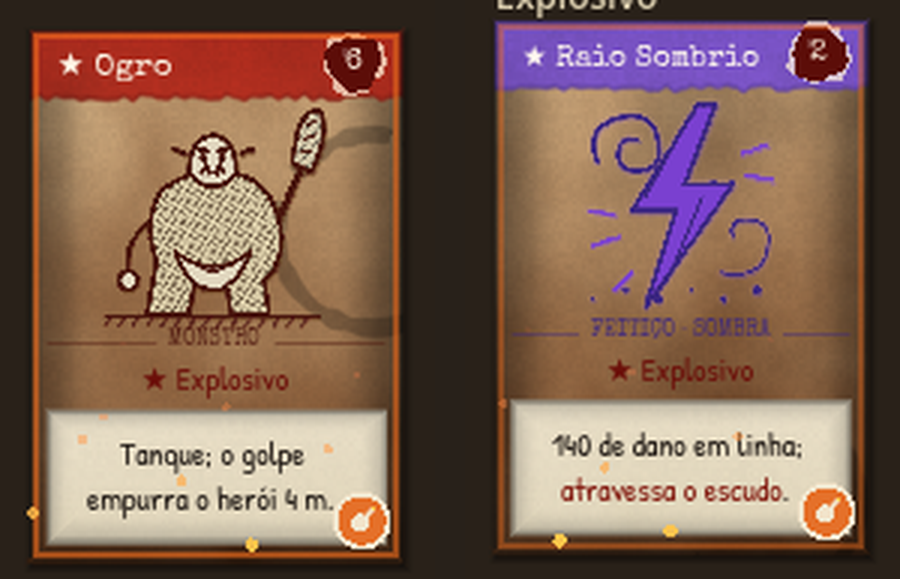 Explosivo
★ Ogro
6
MONSTRO
★ Explosivo
Tanque; o golpe
empurra o herói 4 m.
★ Raio Sombrio
2
FEITIÇO · SOMBRA
★ Explosivo
140 de dano em linha;
atravessa o escudo.